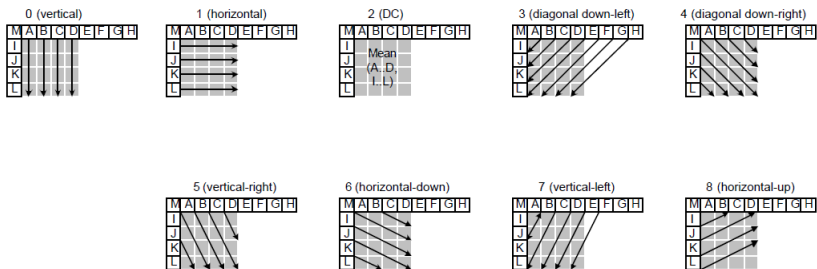 0 (vertical)
M A B C D E F G H
I
J
K
L
1 (horizontal)
M A B C D E F G H
I
J
K
L
2 (DC)
M A B C D E F G H
I
J
K
L
Mean
(A..D,
I..L)
3 (diagonal down-left)
M A B C D E F G H
I
J
K
L
4 (diagonal down-right)
M A B C D E F G H
I
J
K
L
5 (vertical-right)
M A B C D E F G H
I
J
K
L
6 (horizontal-down)
M A B C D E F G H
I
J
K
L
7 (vertical-left)
M A B C D E F G H
I
J
K
L
8 (horizontal-up)
M A B C D E F G H
I
J
K
L